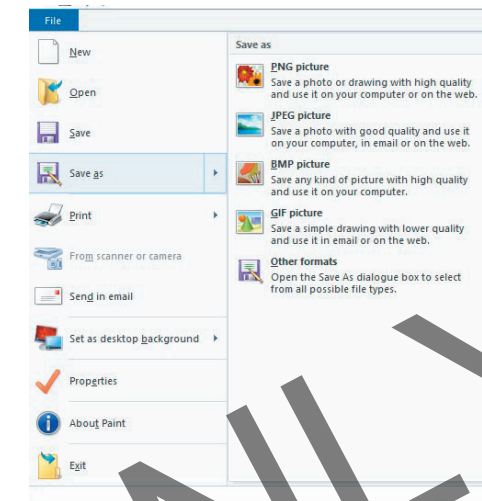 File
New
Open
Save
Save as
Print
From scanner or camera
Send in email
Set as desktop background
Properties
About Paint
Exit
Save as
PNG picture
Save a photo or drawing with high quality
and use it on your computer or on the web.
JPEG picture
Save a photo with good quality and use it
on your computer, in email or on the web.
BMP picture
Save any kind of picture with high quality
and use it on your computer.
GIF picture
Save a simple drawing with lower quality
and use it in email or on the web.
Other formats
Open the Save As dialogue box to select
from all possible file types.